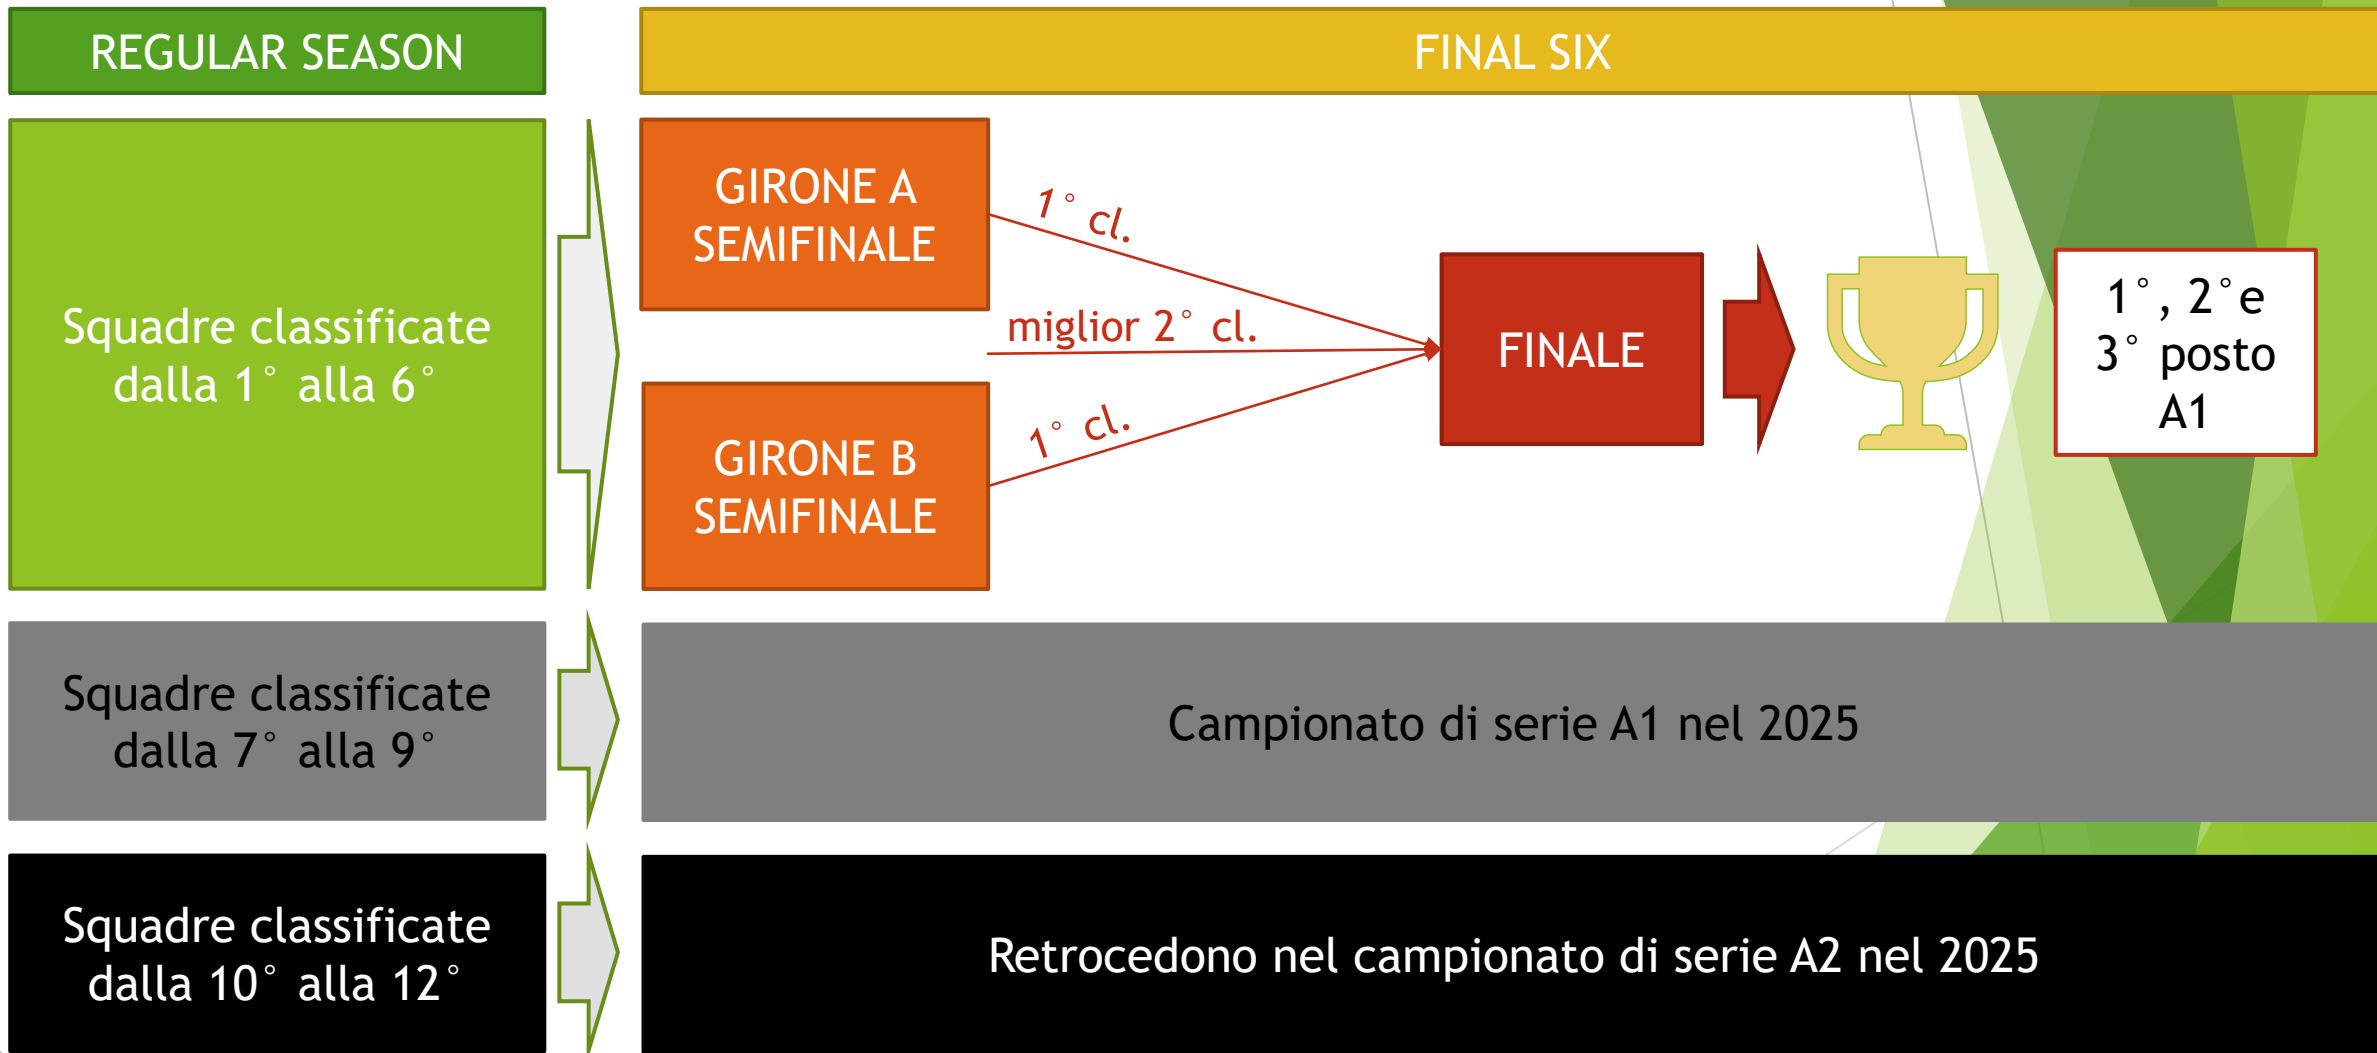 REGULAR SEASON
FINAL SIX
Squadre classificate
dalla 1° alla 6°
GIRONE A
SEMIFINALE
1° cl.
miglior 2° cl.
GIRONE B
SEMIFINALE
1° cl.
FINALE
1°, 2°e
3° posto
A1
Squadre classificate
dalla 7° alla 9°
Campionato di serie A1 nel 2025
Squadre classificate
dalla 10° alla 12°
Retrocedono nel campionato di serie A2 nel 2025